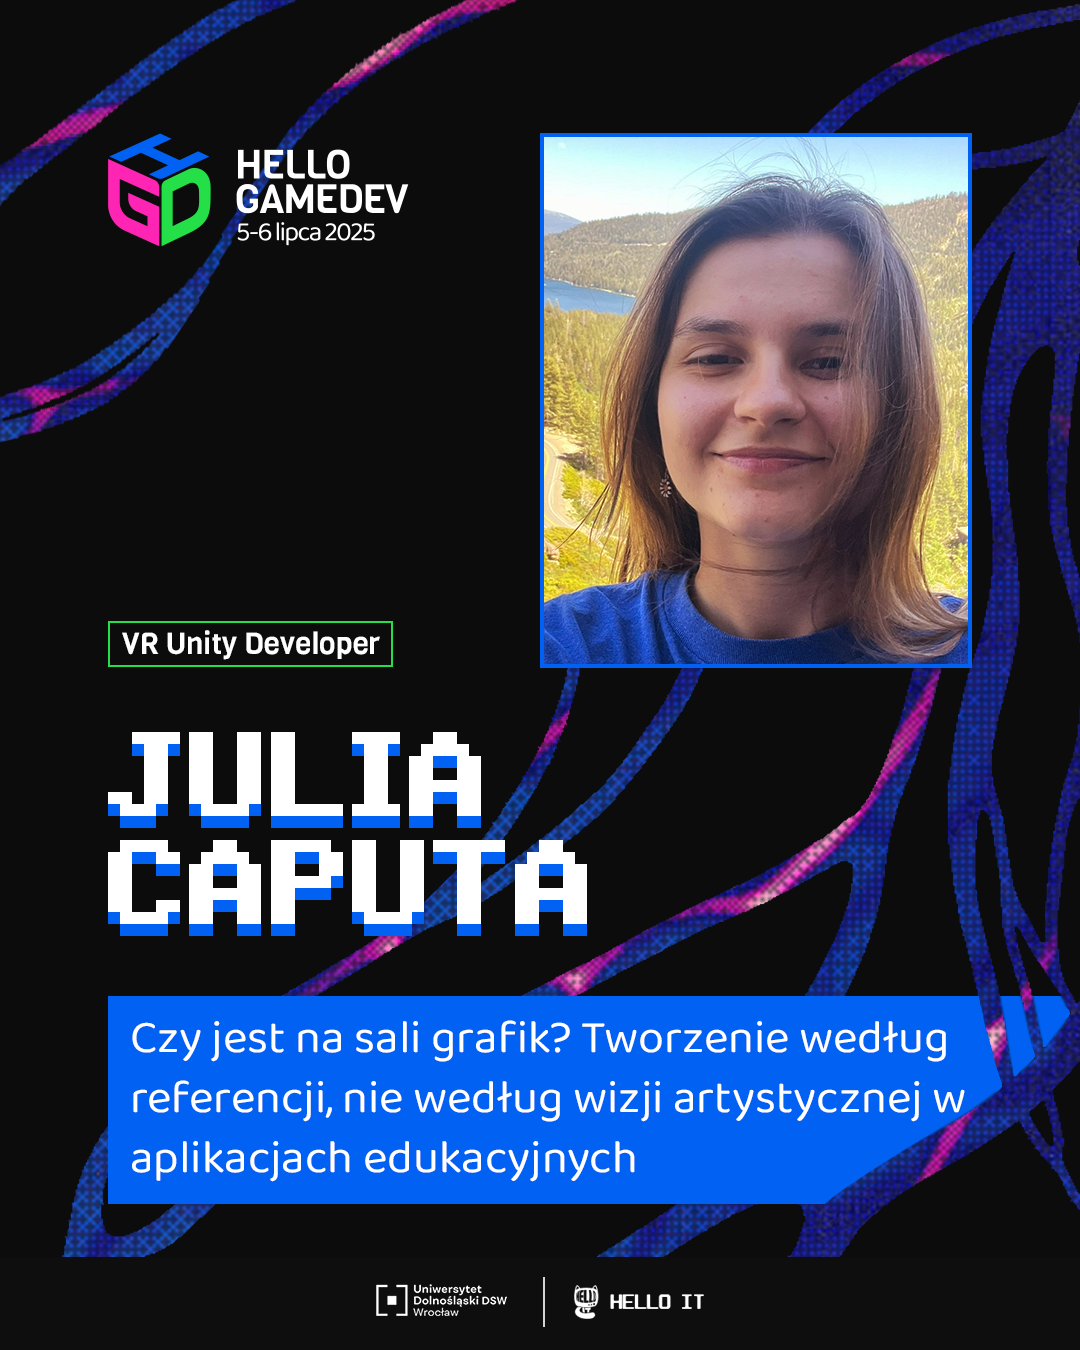 HELLO
GAMEDEV
5-6 lipca 2025
VR Unity Developer
JULIA
CAPUTA
Czy jest na sali grafik? Tworzenie według
referencji, nie według wizji artystycznej w
aplikacjach edukacyjnych
Uniwersytet
Dolnośląski DSW
Wrocław
HELLO IT